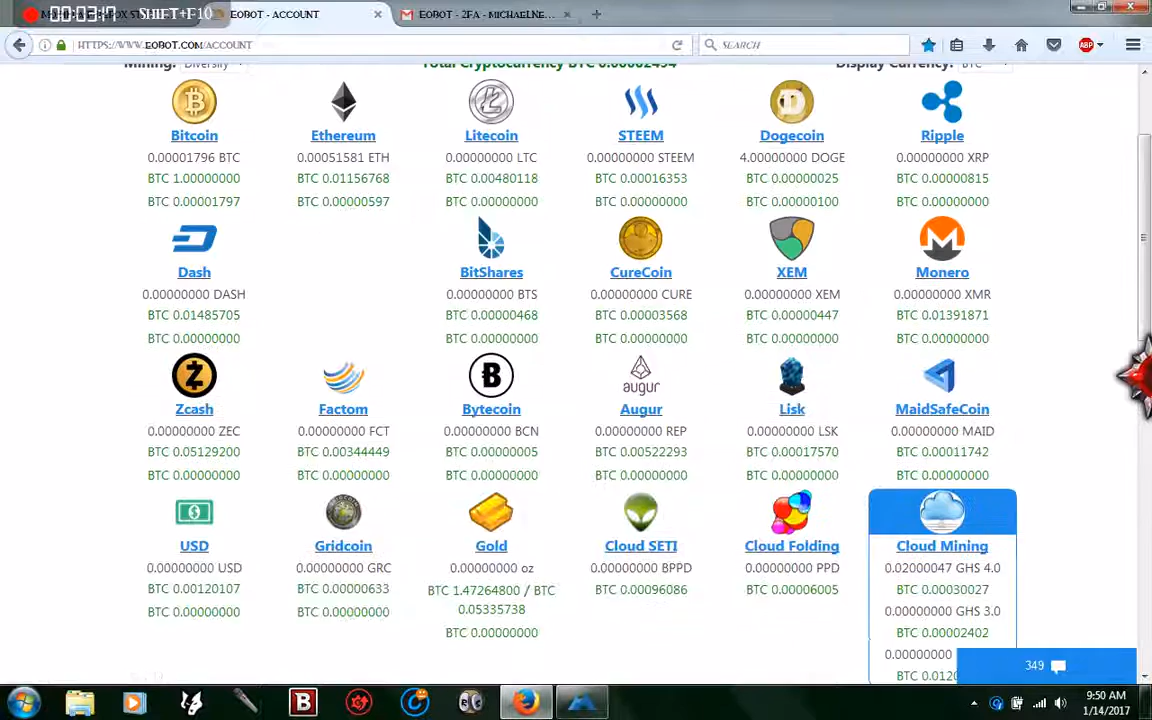 00:03:47 SHIFT+F10
EOBOT - ACCOUNT
EOBOT - 2FA - MICHAELNE...
HTTPS://WWW.EOBOT.COM/ACCOUNT
SEARCH
ABP
Mining: Diversify
Total Cryptocurrency BTC 0.00002494
Display Currency: BTC
Bitcoin Ethereum Litecoin STEEM Dogecoin Ripple
0.00001796 BTC 0.00051581 ETH 0.00000000 LTC 0.00000000 STEEM 4.00000000 DOGE 0.00000000 XRP
BTC 1.00000000 BTC 0.01156768 BTC 0.00480118 BTC 0.00016353 BTC 0.00000025 BTC 0.00000815
BTC 0.00001797 BTC 0.00000597 BTC 0.00000000 BTC 0.00000000 BTC 0.00000100 BTC 0.00000000
Dash BitShares CureCoin XEM Monero
0.00000000 DASH 0.00000000 BTS 0.00000000 CURE 0.00000000 XEM 0.00000000 XMR
BTC 0.01485705 BTC 0.00000468 BTC 0.00003568 BTC 0.00000447 BTC 0.01391871
BTC 0.00000000 BTC 0.00000000 BTC 0.00000000 BTC 0.00000000 BTC 0.00000000
augur
Zcash Factom Bytecoin Augur Lisk MaidSafeCoin
0.00000000 ZEC 0.00000000 FCT 0.00000000 BCN 0.00000000 REP 0.00000000 LSK 0.00000000 MAID
BTC 0.05129200 BTC 0.00344449 BTC 0.00000005 BTC 0.00522293 BTC 0.00017570 BTC 0.00011742
BTC 0.00000000 BTC 0.00000000 BTC 0.00000000 BTC 0.00000000 BTC 0.00000000 BTC 0.00000000
USD Gridcoin Gold Cloud SETI Cloud Folding Cloud Mining
0.00000000 USD 0.00000000 GRC 0.00000000 oz 0.00000000 BPPD 0.00000000 PPD 0.02000047 GHS 4.0
BTC 0.00120107 BTC 0.00000633 BTC 1.47264800 / BTC BTC 0.00096086 BTC 0.00006005 BTC 0.00030027
BTC 0.00000000 BTC 0.00000000 0.05335738 0.00000000 GHS 3.0
BTC 0.00000000 BTC 0.00002402
0.00000000
BTC 0.012
349
9:50 AM
1/14/2017